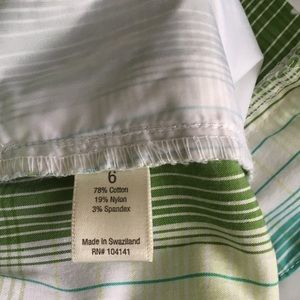 6
78% Cotton
19% Nylon
3% Spandex
Made in Swaziland
RN# 104141